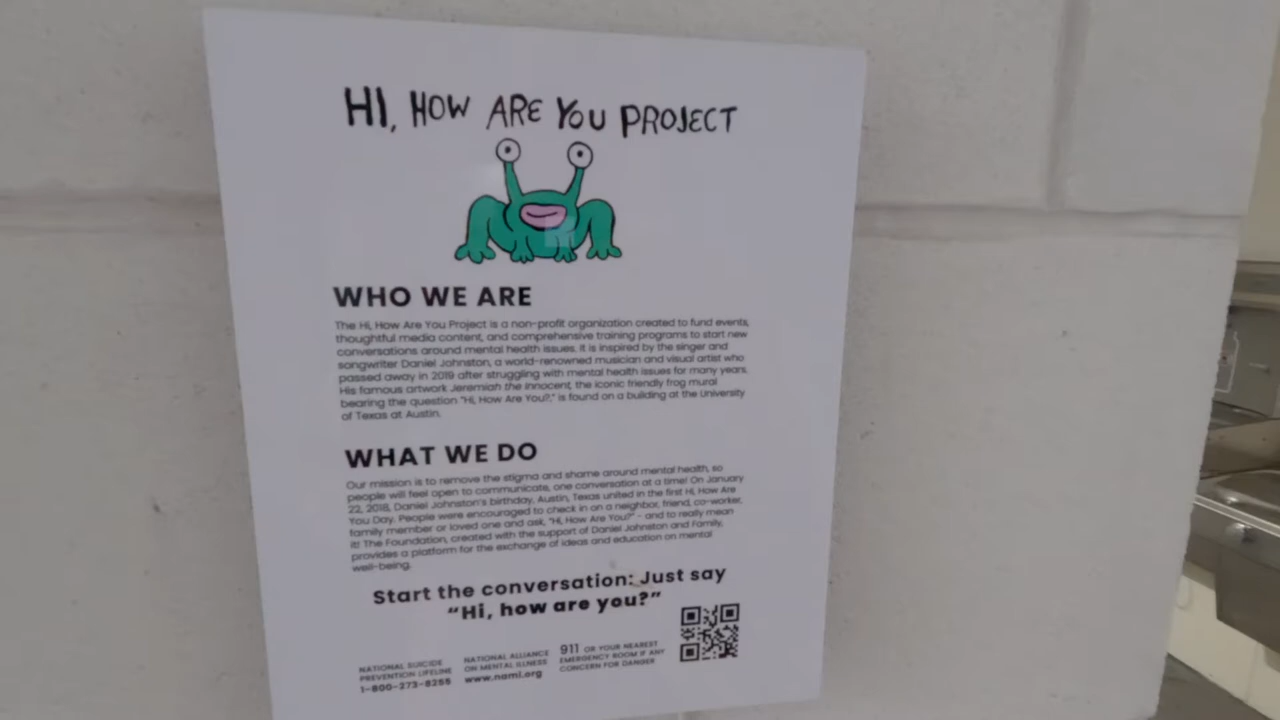 HI, HOW ARE YOU PROJECT
WHO WE ARE
The Hi, How Are You Project is a non-profit organization created to fund events,
thoughtful media content, and comprehensive training programs to start new
conversations around mental health issues. It is inspired by the singer and
songwriter Daniel Johnston, a world-renowned musician and visual artist who
passed away in 2019 after struggling with mental health issues for many years.
His famous artwork Jeremiah the Innocent, the iconic friendly frog mural
bearing the question "Hi, How Are You?," is found on a building at the University
of Texas at Austin.
WHAT WE DO
Our mission is to remove the stigma and shame around mental health, so
people will feel open to communicate, one conversation at a time! On January
22, 2018, Daniel Johnston's birthday, Austin, Texas united in the first Hi, How Are
You Day. People were encouraged to check in on a neighbor, friend, co-worker,
family member or loved one and ask, "Hi, How Are You?" - and to really mean
it! The Foundation, created with the support of Daniel Johnston and Family,
provides a platform for the exchange of ideas and education on mental
well-being.
Start the conversation: Just say
"Hi, how are you?"
NATIONAL SUICIDE
PREVENTION LIFELINE
1-800-273-8255
NATIONAL ALLIANCE
ON MENTAL ILLNESS
www.nami.org
911 OR YOUR NEAREST
EMERGENCY ROOM IF ANY
CONCERN FOR DANGER